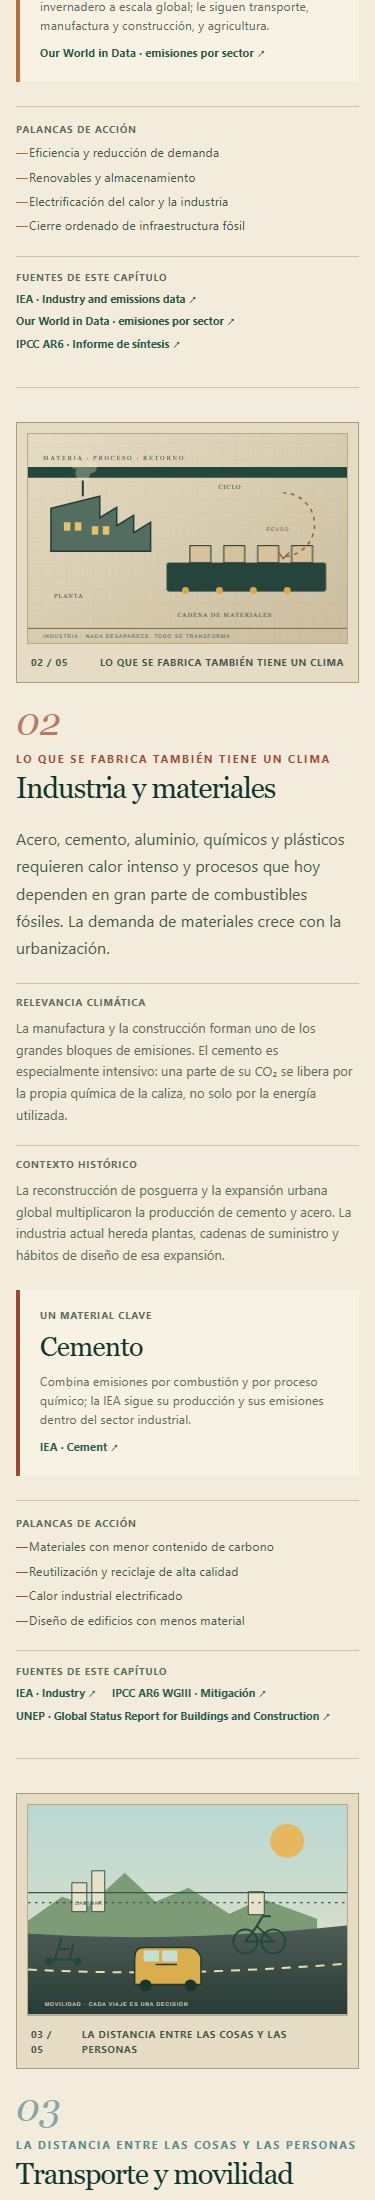 invernadero a escala global; le siguen transporte,
manufactura y construcción, y agricultura.
Our World in Data · emisiones por sector ↗
PALANCAS DE ACCIÓN
—Eficiencia y reducción de demanda
—Renovables y almacenamiento
—Electrificación del calor y la industria
—Cierre ordenado de infraestructura fósil
FUENTES DE ESTE CAPÍTULO
IEA · Industry and emissions data ↗
Our World in Data · emisiones por sector ↗
IPCC AR6 · Informe de síntesis ↗
MATERIA · PROCESO · RETORNO
CICLO
REUSO
PLANTA
CADENA DE MATERIALES
INDUSTRIA · NADA DESAPARECE, TODO SE TRANSFORMA
02 / 05 LO QUE SE FABRICA TAMBIÉN TIENE UN CLIMA
02
LO QUE SE FABRICA TAMBIÉN TIENE UN CLIMA
Industria y materiales
Acero, cemento, aluminio, químicos y plásticos
requieren calor intenso y procesos que hoy
dependen en gran parte de combustibles
fósiles. La demanda de materiales crece con la
urbanización.
RELEVANCIA CLIMÁTICA
La manufactura y la construcción forman uno de los
grandes bloques de emisiones. El cemento es
especialmente intensivo: una parte de su CO₂ se libera por
la propia química de la caliza, no solo por la energía
utilizada.
CONTEXTO HISTÓRICO
La reconstrucción de posguerra y la expansión urbana
global multiplicaron la producción de cemento y acero. La
industria actual hereda plantas, cadenas de suministro y
hábitos de diseño de esa expansión.
UN MATERIAL CLAVE
Cemento
Combina emisiones por combustión y por proceso
químico; la IEA sigue su producción y sus emisiones
dentro del sector industrial.
IEA · Cement ↗
PALANCAS DE ACCIÓN
—Materiales con menor contenido de carbono
—Reutilización y reciclaje de alta calidad
—Calor industrial electrificado
—Diseño de edificios con menos material
FUENTES DE ESTE CAPÍTULO
IEA · Industry ↗ IPCC AR6 WGIII · Mitigación ↗
UNEP · Global Status Report for Buildings and Construction ↗
MOVILIDAD · CADA VIAJE ES UNA DECISIÓN
03 / 05
LA DISTANCIA ENTRE LAS COSAS Y LAS
PERSONAS
03
LA DISTANCIA ENTRE LAS COSAS Y LAS PERSONAS
Transporte y movilidad